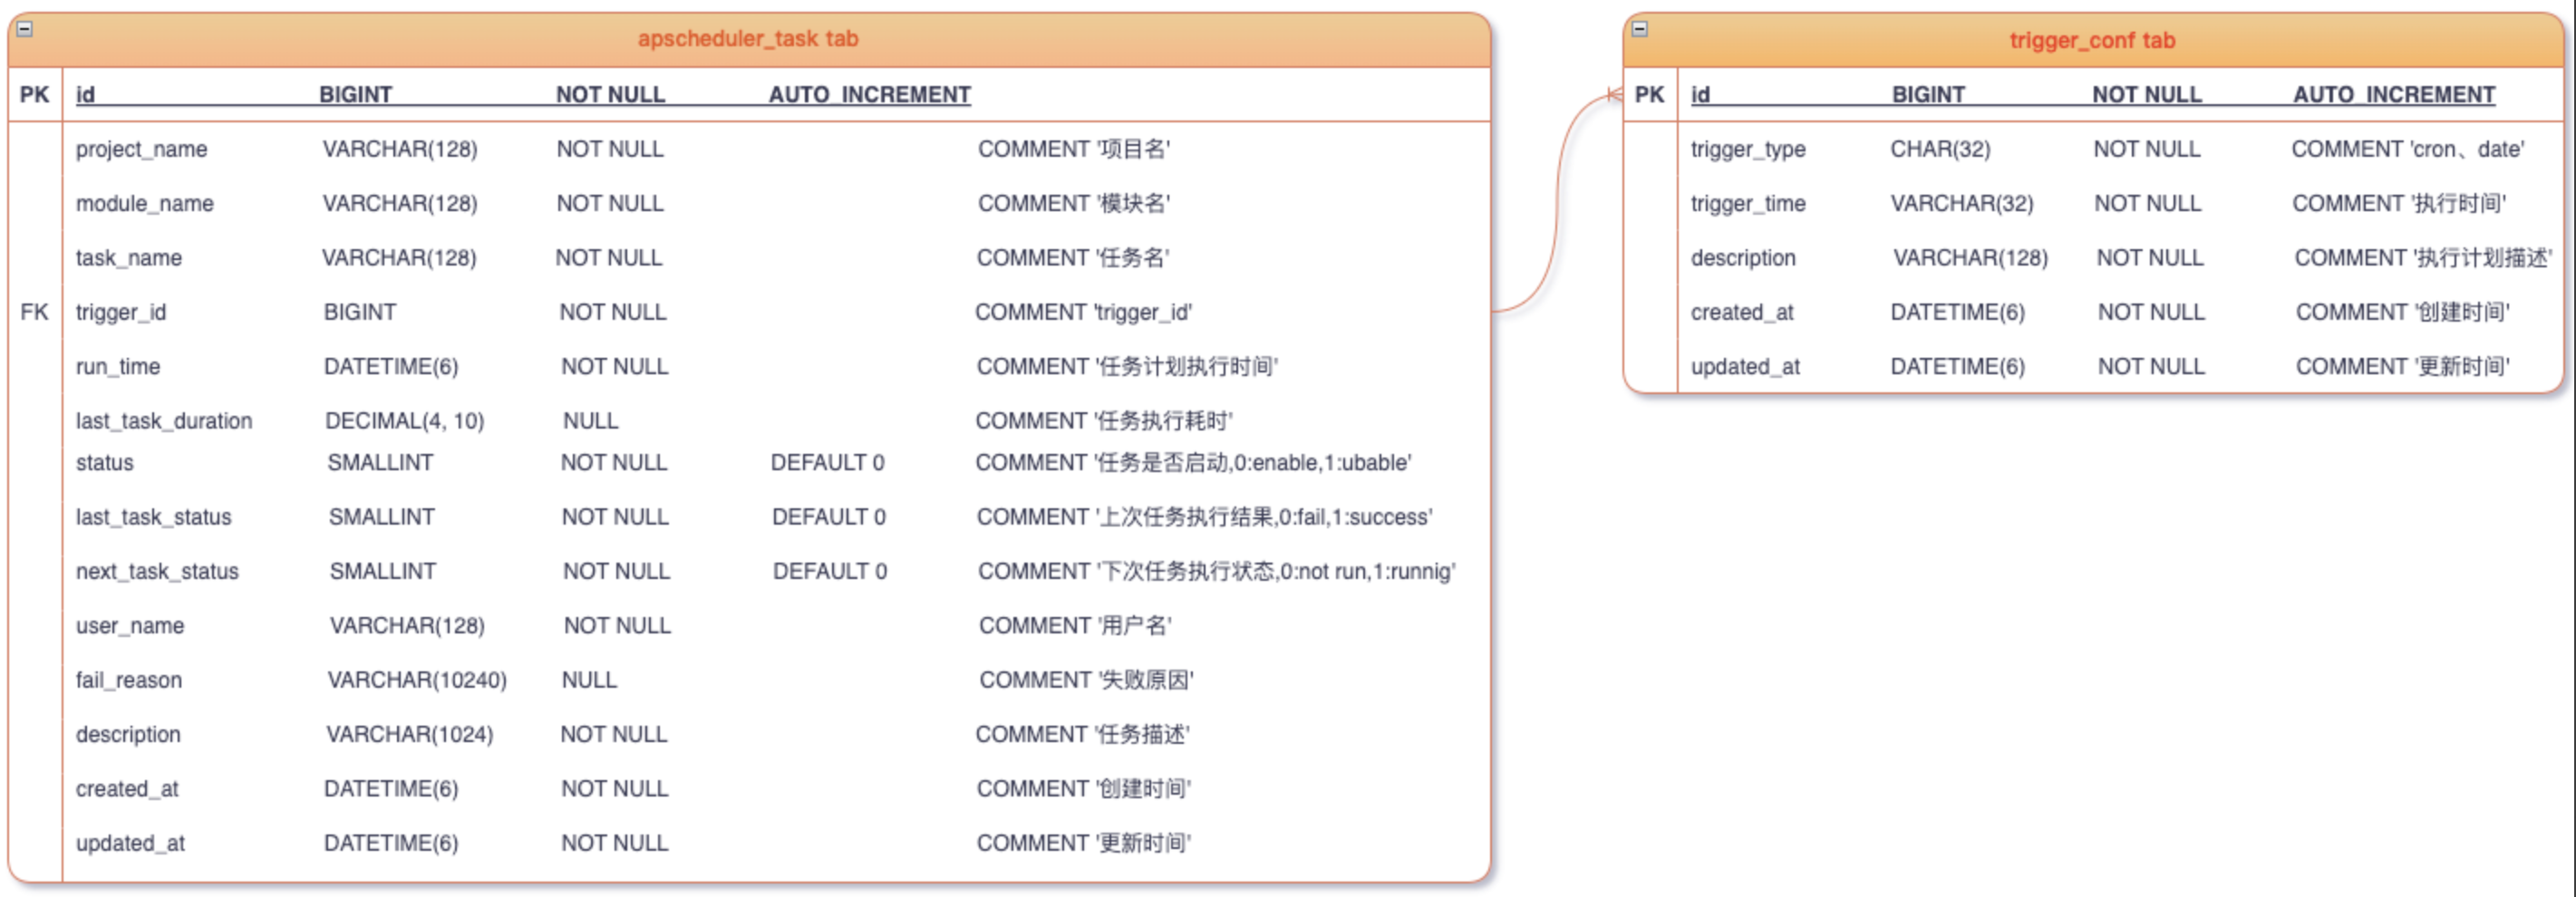 apscheduler_task tab
PK id BIGINT NOT NULL AUTO_INCREMENT
project_name VARCHAR(128) NOT NULL COMMENT '项目名'
module_name VARCHAR(128) NOT NULL COMMENT '模块名'
task_name VARCHAR(128) NOT NULL COMMENT '任务名'
FK trigger_id BIGINT NOT NULL COMMENT 'trigger_id'
run_time DATETIME(6) NOT NULL COMMENT '任务计划执行时间'
last_task_duration DECIMAL(4, 10) NULL COMMENT '任务执行耗时'
status SMALLINT NOT NULL DEFAULT 0 COMMENT '任务是否启动,0:enable,1:ubable'
last_task_status SMALLINT NOT NULL DEFAULT 0 COMMENT '上次任务执行结果,0:fail,1:success'
next_task_status SMALLINT NOT NULL DEFAULT 0 COMMENT '下次任务执行状态,0:not run,1:runnig'
user_name VARCHAR(128) NOT NULL COMMENT '用户名'
fail_reason VARCHAR(10240) NULL COMMENT '失败原因'
description VARCHAR(1024) NOT NULL COMMENT '任务描述'
created_at DATETIME(6) NOT NULL COMMENT '创建时间'
updated_at DATETIME(6) NOT NULL COMMENT '更新时间'
trigger_conf tab
PK id BIGINT NOT NULL AUTO_INCREMENT
trigger_type CHAR(32) NOT NULL COMMENT 'cron、date'
trigger_time VARCHAR(32) NOT NULL COMMENT '执行时间'
description VARCHAR(128) NOT NULL COMMENT '执行计划描述'
created_at DATETIME(6) NOT NULL COMMENT '创建时间'
updated_at DATETIME(6) NOT NULL COMMENT '更新时间'